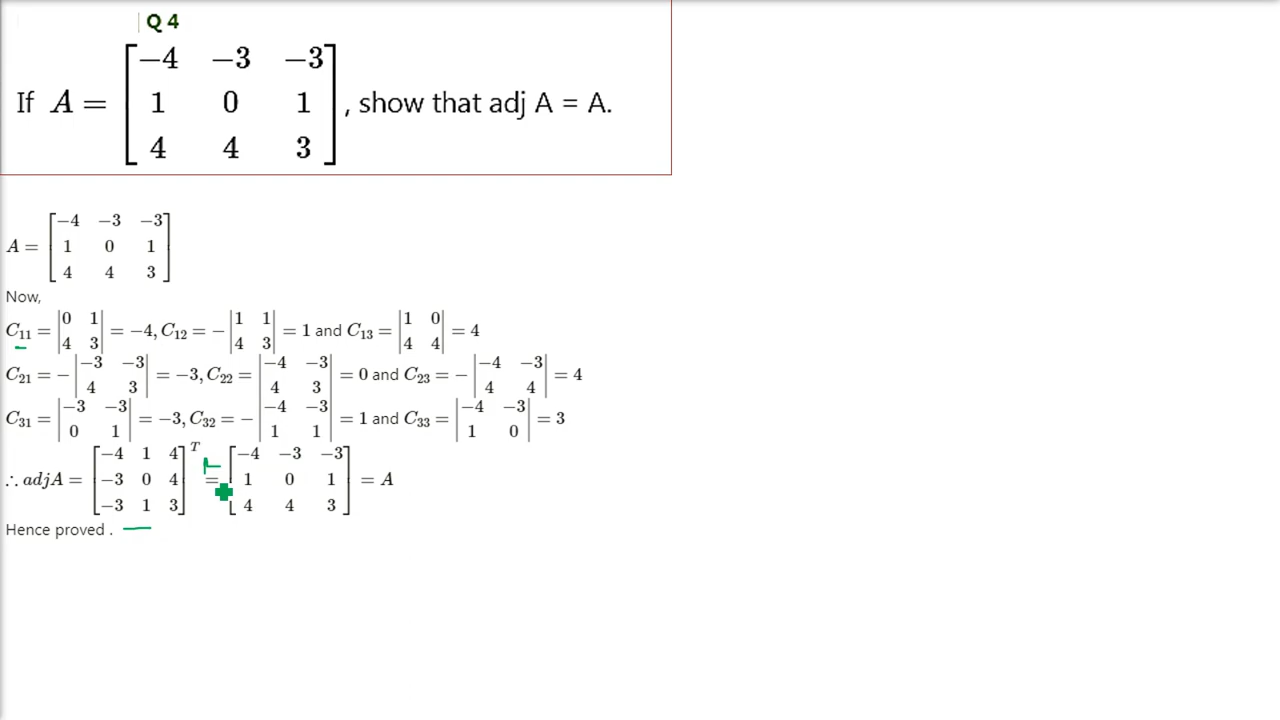 Q 4
If A = [−4 −3 −3; 1 0 1; 4 4 3], show that adj A = A.
A = [−4 −3 −3; 1 0 1; 4 4 3]
Now,
C₁₁ = |0 1; 4 3| = −4, C₁₂ = −|1 1; 4 3| = 1 and C₁₃ = |1 0; 4 4| = 4
C₂₁ = −|−3 −3; 4 3| = −3, C₂₂ = |−4 −3; 4 3| = 0 and C₂₃ = −|−4 −3; 4 4| = 4
C₃₁ = |−3 −3; 0 1| = −3, C₃₂ = −|−4 −3; 1 1| = 1 and C₃₃ = |−4 −3; 1 0| = 3
∴ adjA = [−4 1 4; −3 0 4; −3 1 3]ᵀ = [−4 −3 −3; 1 0 1; 4 4 3] = A
Hence proved .